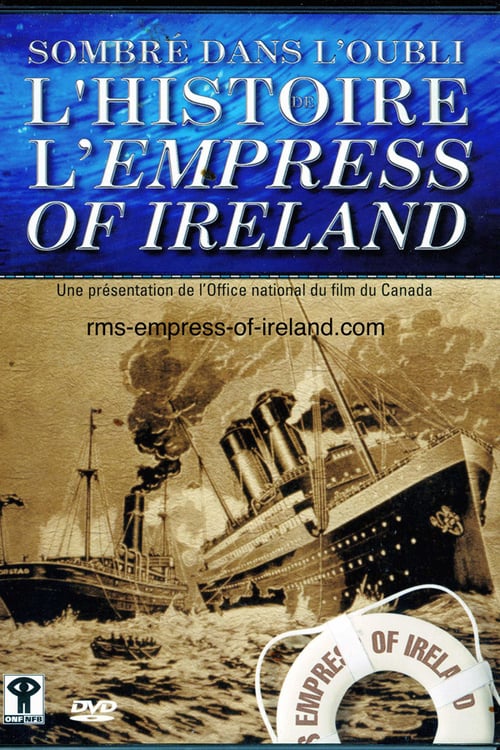 SOMBRÉ DANS L'OUBLI
L'HISTOIRE
DE
L'EMPRESS
OF IRELAND
Une présentation de l'Office national du film du Canada
rms-empress-of-ireland.com
ORSTAD
S EMPRESS OF IRELAND
ONF NFB
DVD